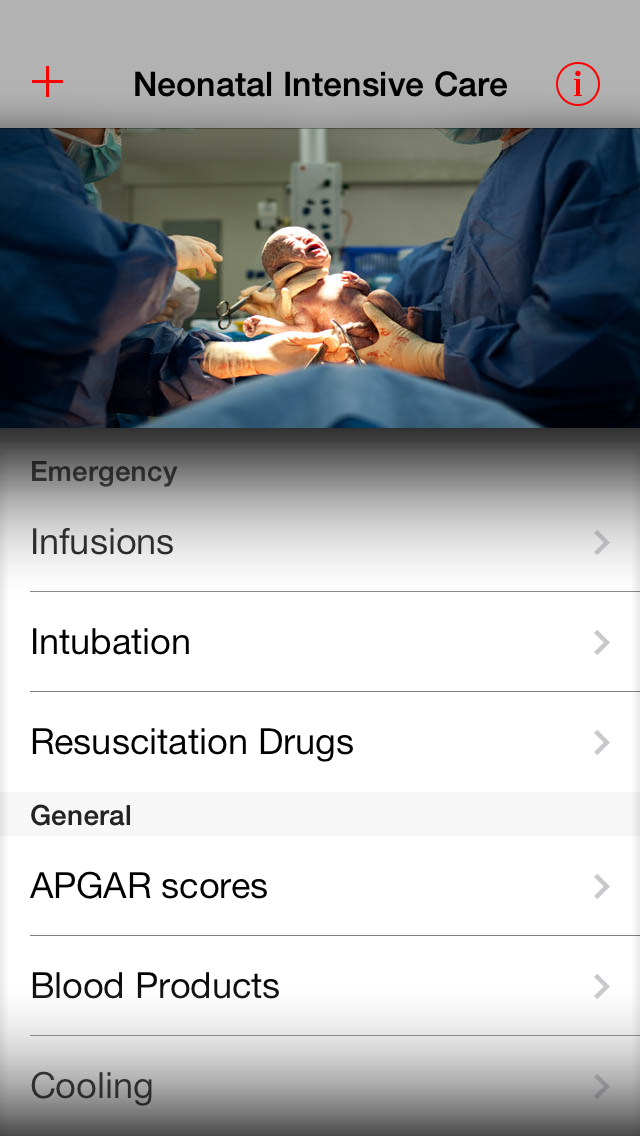 Neonatal Intensive Care
Emergency
Infusions
Intubation
Resuscitation Drugs
General
APGAR scores
Blood Products
Cooling